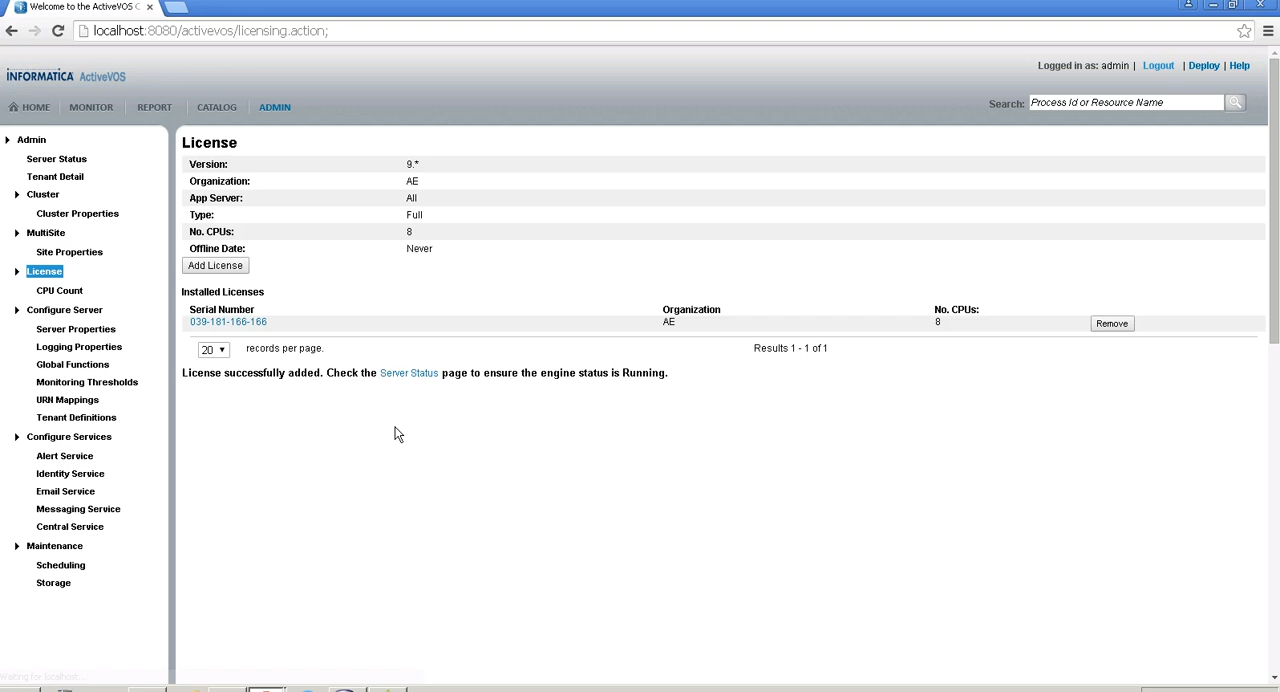 Welcome to the ActiveVOS C
localhost:8080/activevos/licensing.action;
INFORMATICA ActiveVOS
Logged in as: admin | Logout | Deploy | Help
HOME MONITOR REPORT CATALOG ADMIN
Search: Process Id or Resource Name
Admin
Server Status
Tenant Detail
Cluster
Cluster Properties
MultiSite
Site Properties
License
CPU Count
Configure Server
Server Properties
Logging Properties
Global Functions
Monitoring Thresholds
URN Mappings
Tenant Definitions
Configure Services
Alert Service
Identity Service
Email Service
Messaging Service
Central Service
Maintenance
Scheduling
Storage
License
Version: 9.*
Organization: AE
App Server: All
Type: Full
No. CPUs: 8
Offline Date: Never
Add License
Installed Licenses
Serial Number Organization No. CPUs:
039-181-166-166 AE 8 Remove
20 records per page. Results 1 - 1 of 1
License successfully added. Check the Server Status page to ensure the engine status is Running.
Waiting for localhost...